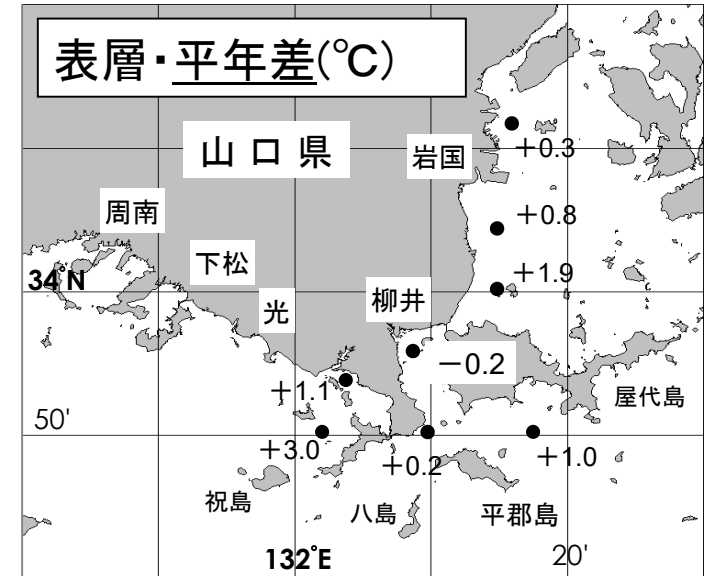 表層・平年差(℃)
山口県
岩国
+0.3
周南
+0.8
下松
+1.9
34°N
光
柳井
−0.2
+1.1
屋代島
50'
+3.0
+0.2
+1.0
祝島
八島
平郡島
132°E
20'